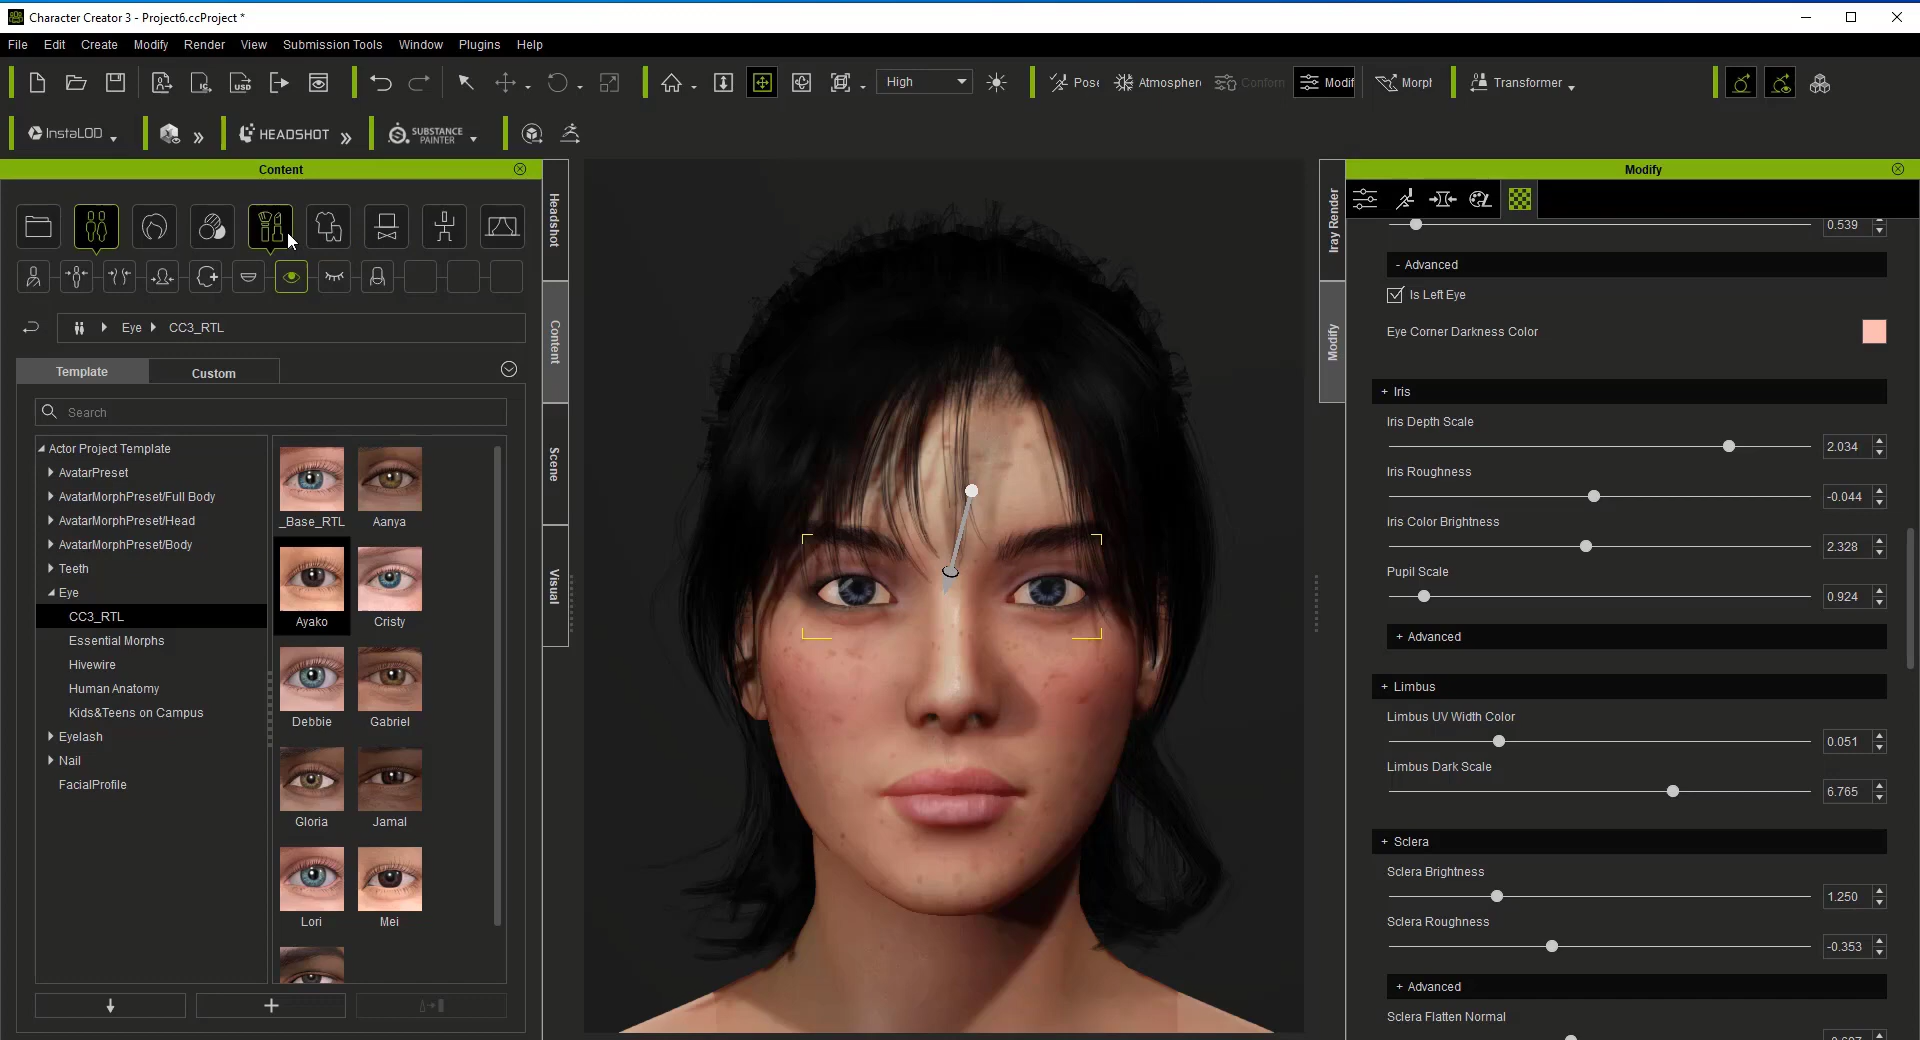 Character Creator 3 - Project6.ccProject *
File Edit Create Modify Render View Submission Tools Window Plugins Help
High
Pose
Atmospher
Conform
Modif
Morph
Transformer
INSTALOD
HEADSHOT
SUBSTANCE
PAINTER
Content
Eye
CC3_RTL
Template
Custom
Search
Actor Project Template
AvatarPreset
AvatarMorphPreset/Full Body
AvatarMorphPreset/Head
AvatarMorphPreset/Body
Teeth
Eye
CC3_RTL
Essential Morphs
Hivewire
Human Anatomy
Kids&Teens on Campus
Eyelash
Nail
FacialProfile
_Base_RTL
Aanya
Ayako
Cristy
Debbie
Gabriel
Gloria
Jamal
Lori
Mei
Headshot
Content
Scene
Visual
Iray Render
Modify
Modify
0.539
- Advanced
Is Left Eye
Eye Corner Darkness Color
+ Iris
Iris Depth Scale
2.034
Iris Roughness
-0.044
Iris Color Brightness
2.328
Pupil Scale
0.924
+ Advanced
+ Limbus
Limbus UV Width Color
0.051
Limbus Dark Scale
6.765
+ Sclera
Sclera Brightness
1.250
Sclera Roughness
-0.353
+ Advanced
Sclera Flatten Normal